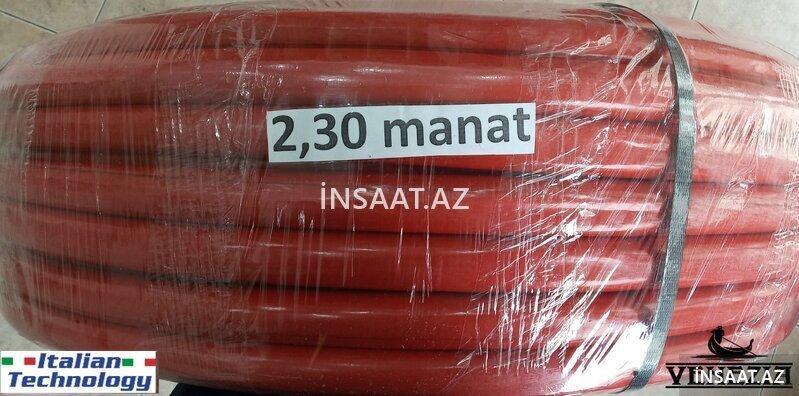 2,30 manat
İNSAAT.AZ
Italian
Technology
İNSAAT.AZ